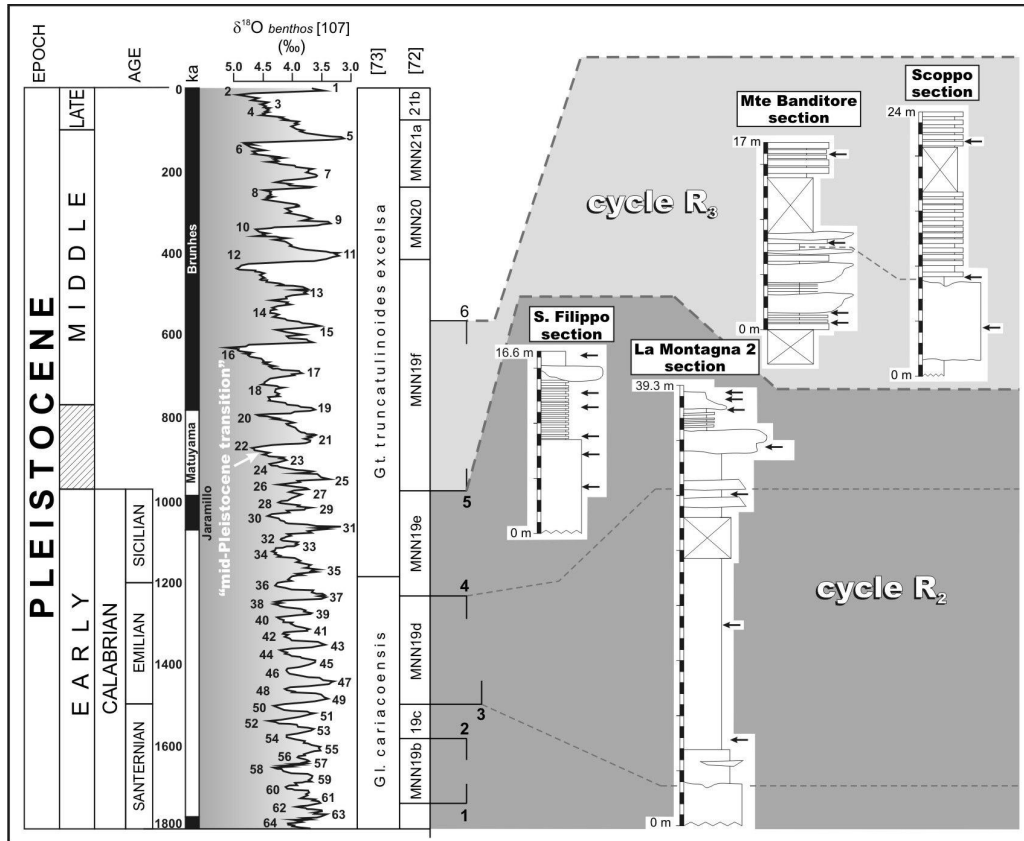 EPOCH
AGE
ka
δ¹⁸O benthos [107]
(‰)
5.0 4.5 4.0 3.5 3.0
[73]
[72]
PLEISTOCENE
LATE
MIDDLE
EARLY
CALABRIAN
SICILIAN
EMILIAN
SANTERNIAN
0
200
400
600
800
1000
1200
1400
1600
1800
Brunhes
Matuyama
Jaramillo
"mid-Pleistocene transition"
1
2
3
4
5
6
7
8
9
10
11
12
13
14
15
16
17
18
19
20
21
22
23
24
25
26
27
28
29
30
31
32
33
34
35
36
37
38
39
40
41
42
43
44
45
46
47
48
49
50
51
52
53
54
55
56
57
58
59
60
61
62
63
64
Gt. truncatulinoides excelsa
Gl. cariacoensis
21b
MNN21a
MNN20
MNN19f
MNN19e
MNN19d
19c
MNN19b
6
5
4
3
2
1
cycle R₃
cycle R₂
S. Filippo
section
16.6 m
0 m
La Montagna 2
section
39.3 m
0 m
Mte Banditore
section
17 m
0 m
Scoppo
section
24 m
0 m